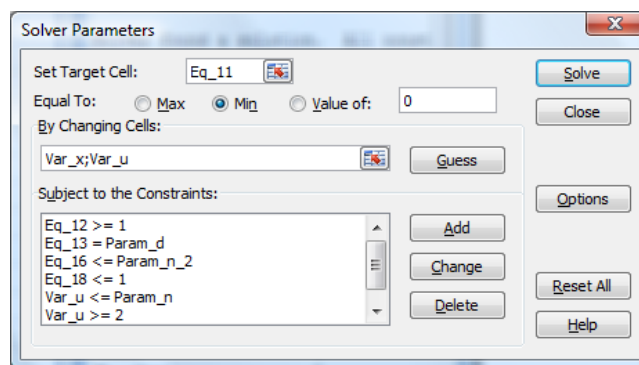 Solver Parameters
Set Target Cell: Eq_11 Solve
Equal To: Max Min Value of: 0 Close
By Changing Cells:
Var_x;Var_u Guess
Subject to the Constraints: Options
Eq_12 >= 1 Add
Eq_13 = Param_d
Eq_16 <= Param_n_2 Change
Eq_18 <= 1 Reset All
Var_u <= Param_n Delete
Var_u >= 2 Help